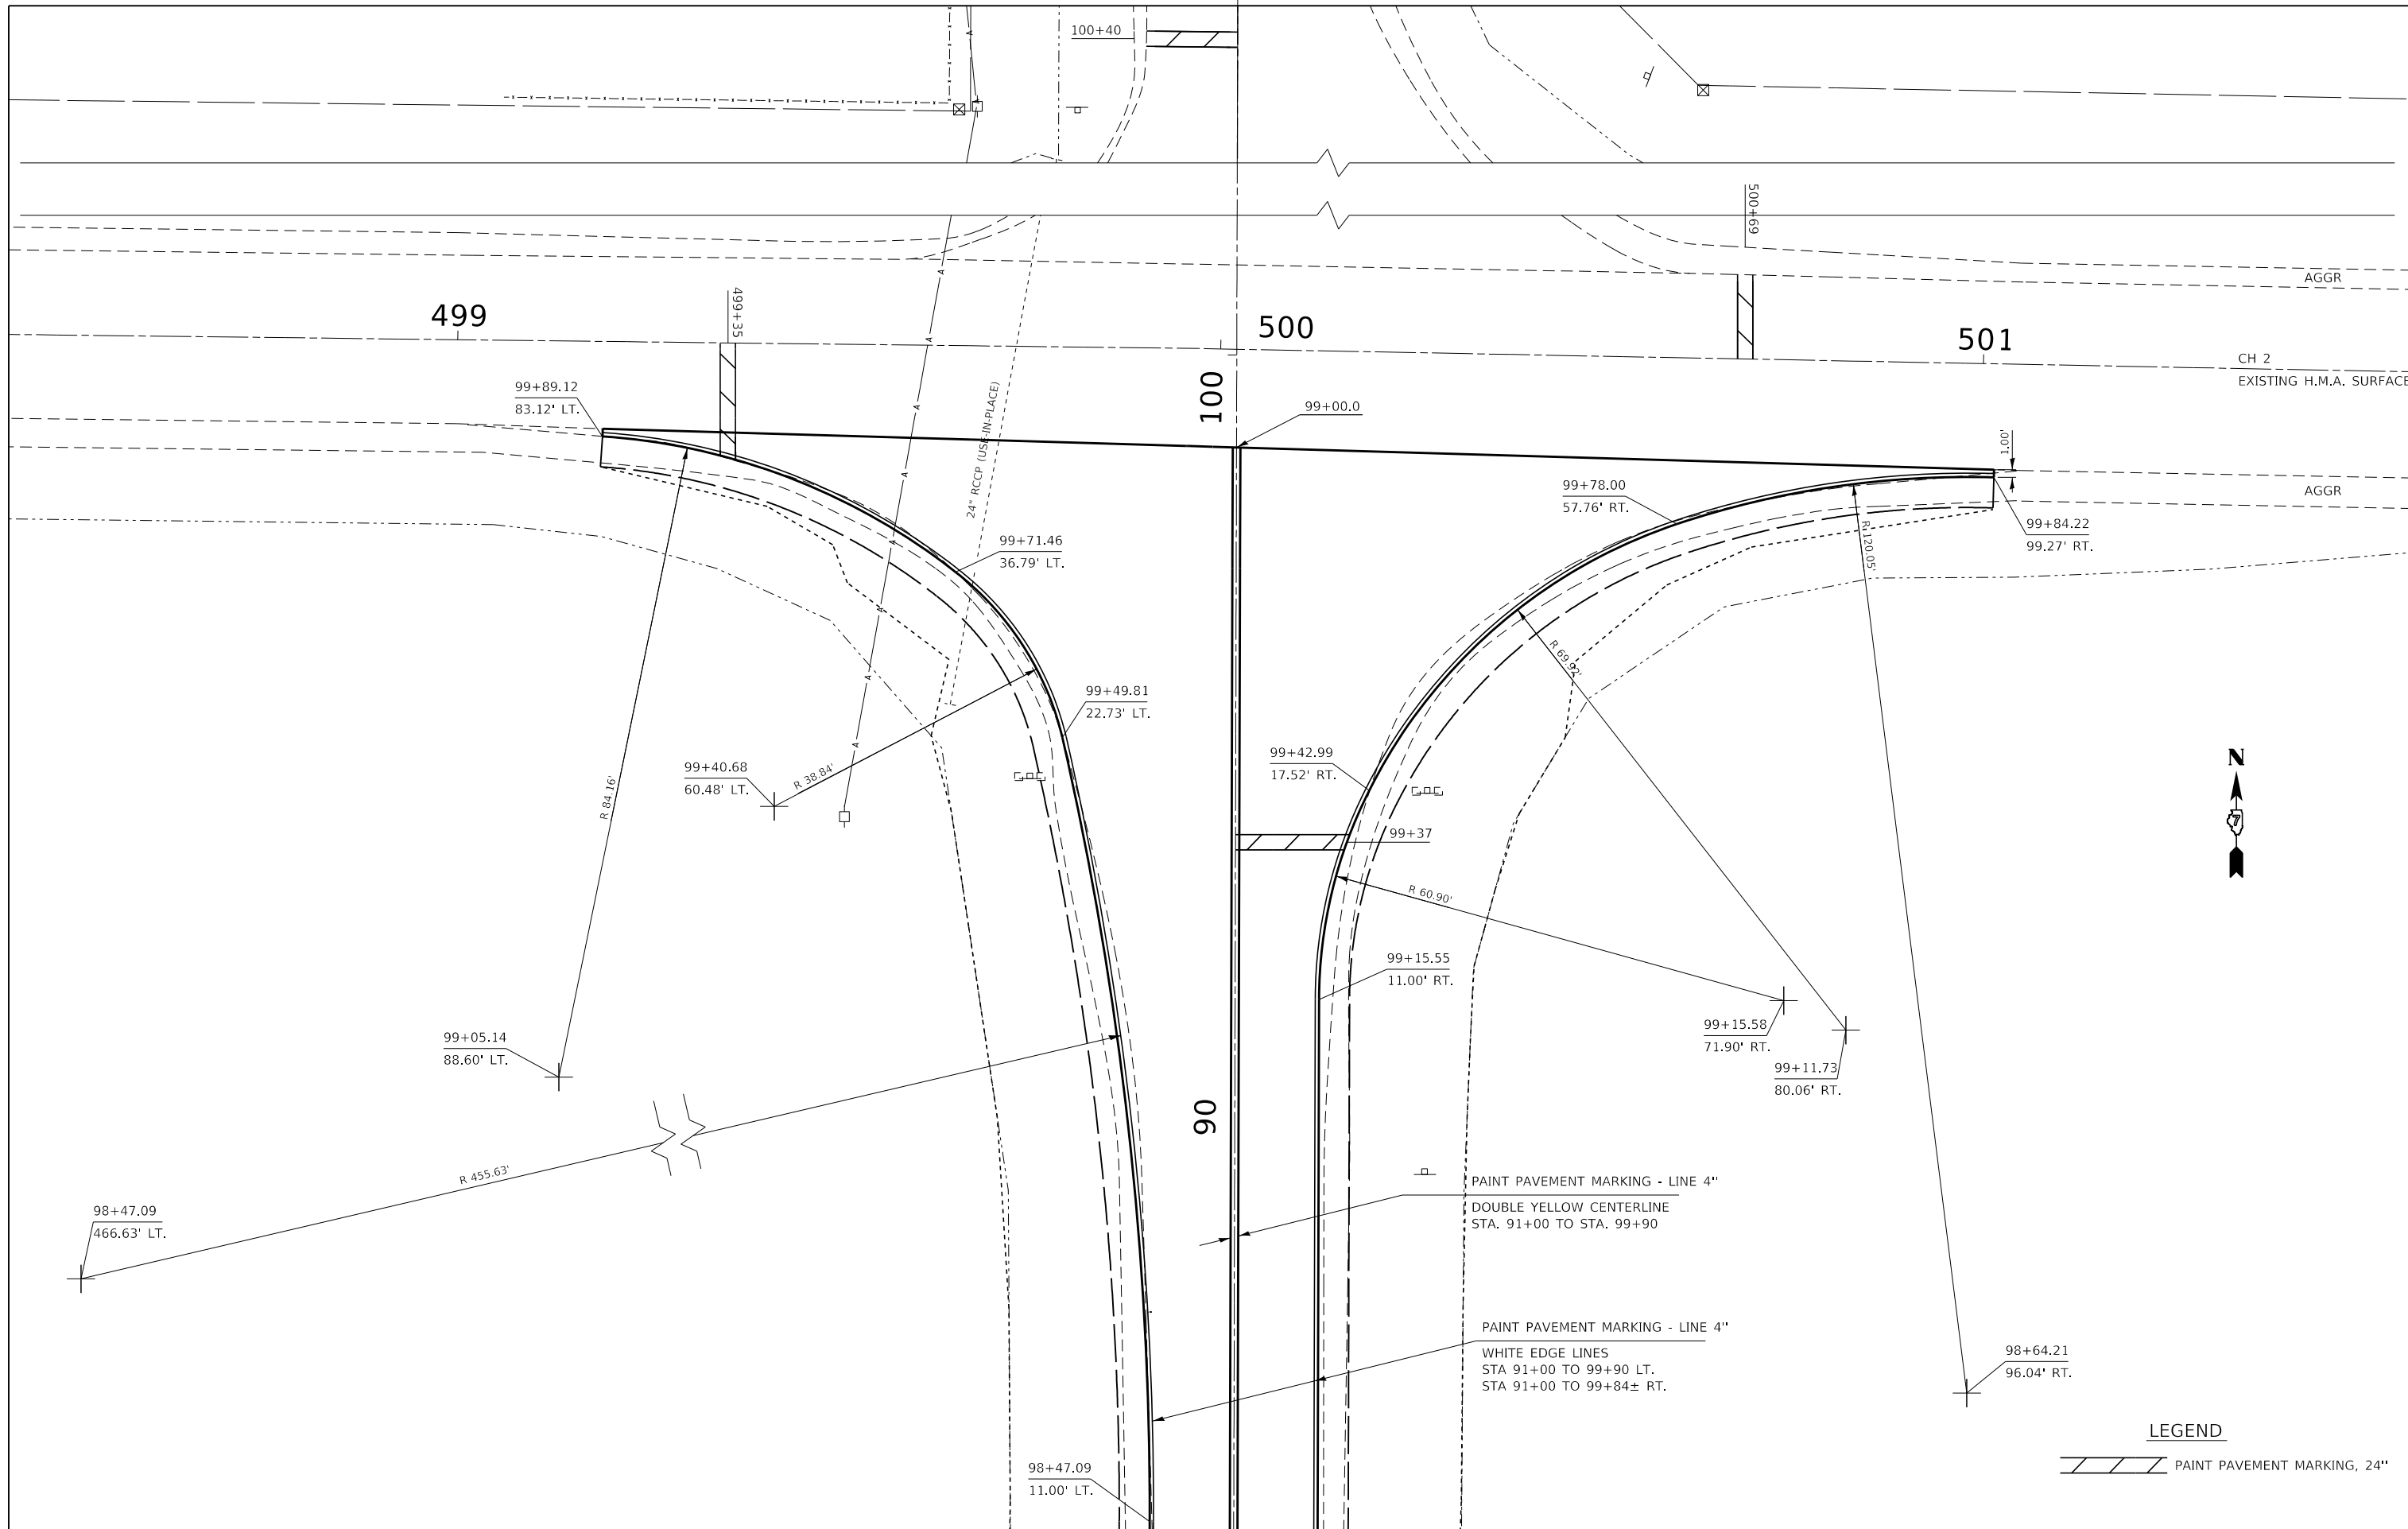 100+40
500+69
AGGR
499
499+35
500
501
CH 2
EXISTING H.M.A. SURFACE
99+89.12
83.12' LT.
100
99+00.0
24" RCCP (USE-IN-PLACE)
1.00'
99+78.00
57.76' RT.
AGGR
99+84.22
99.27' RT.
99+71.46
36.79' LT.
R 120.05'
R 69.92'
99+49.81
22.73' LT.
99+42.99
17.52' RT.
99+40.68
60.48' LT.
R 38.84'
R 84.16'
N
7
99+37
R 60.90'
99+15.55
11.00' RT.
99+15.58
71.90' RT.
99+05.14
88.60' LT.
99+11.73
80.06' RT.
90
R 455.63'
98+47.09
466.63' LT.
PAINT PAVEMENT MARKING - LINE 4"
DOUBLE YELLOW CENTERLINE
STA. 91+00 TO STA. 99+90
PAINT PAVEMENT MARKING - LINE 4"
WHITE EDGE LINES
STA 91+00 TO 99+90 LT.
STA 91+00 TO 99+84± RT.
98+64.21
96.04' RT.
98+47.09
11.00' LT.
LEGEND
PAINT PAVEMENT MARKING, 24"
A
A
A
A
A
A
A
A
A